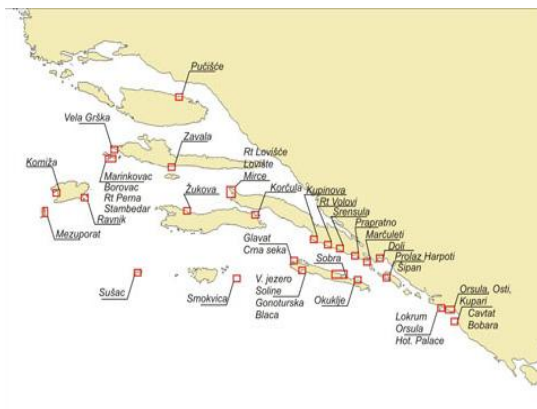 Pučišće
Vela Grška
Zavala
Rt Lovišće
Lovište
Mirce
Komiža
Marinkovac
Borovac
Rt Perna
Stambedar
Žukova
Korčula
Kupinova
Rt Volovi
Srensula
Prapratno
Ravnik
Marčuleti
Mezuporat
Doli
Glavat
Crna seka
Sobra
Prolaz Harpoti
Šipan
Sušac
Smokvica
V. jezero
Soline
Gonoturska
Blaca
Okuklje
Orsula, Osti,
Kupari
Lokrum
Orsula
Hot. Palace
Cavtat
Bobara